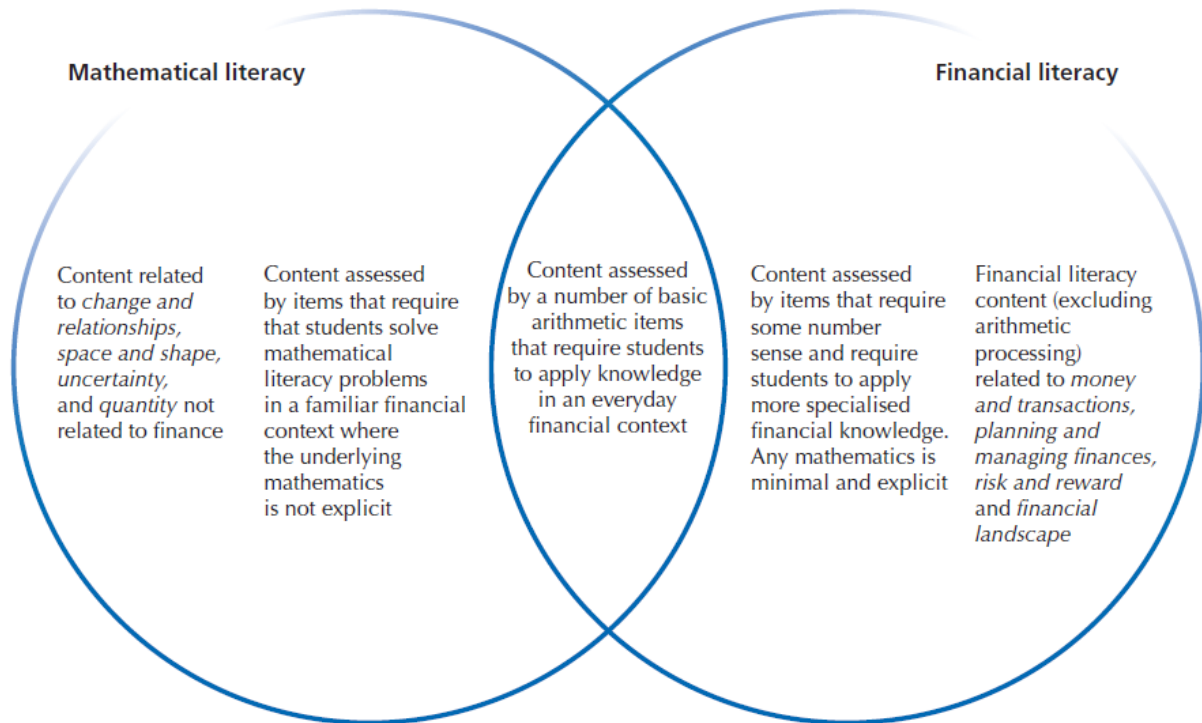 Mathematical literacy
Financial literacy
Content related
to change and
relationships,
space and shape,
uncertainty,
and quantity not
related to finance
Content assessed
by items that require
that students solve
mathematical
literacy problems
in a familiar financial
context where
the underlying
mathematics
is not explicit
Content assessed
by a number of basic
arithmetic items
that require students
to apply knowledge
in an everyday
financial context
Content assessed
by items that require
some number
sense and require
students to apply
more specialised
financial knowledge.
Any mathematics is
minimal and explicit
Financial literacy
content (excluding
arithmetic
processing)
related to money
and transactions,
planning and
managing finances,
risk and reward
and financial
landscape